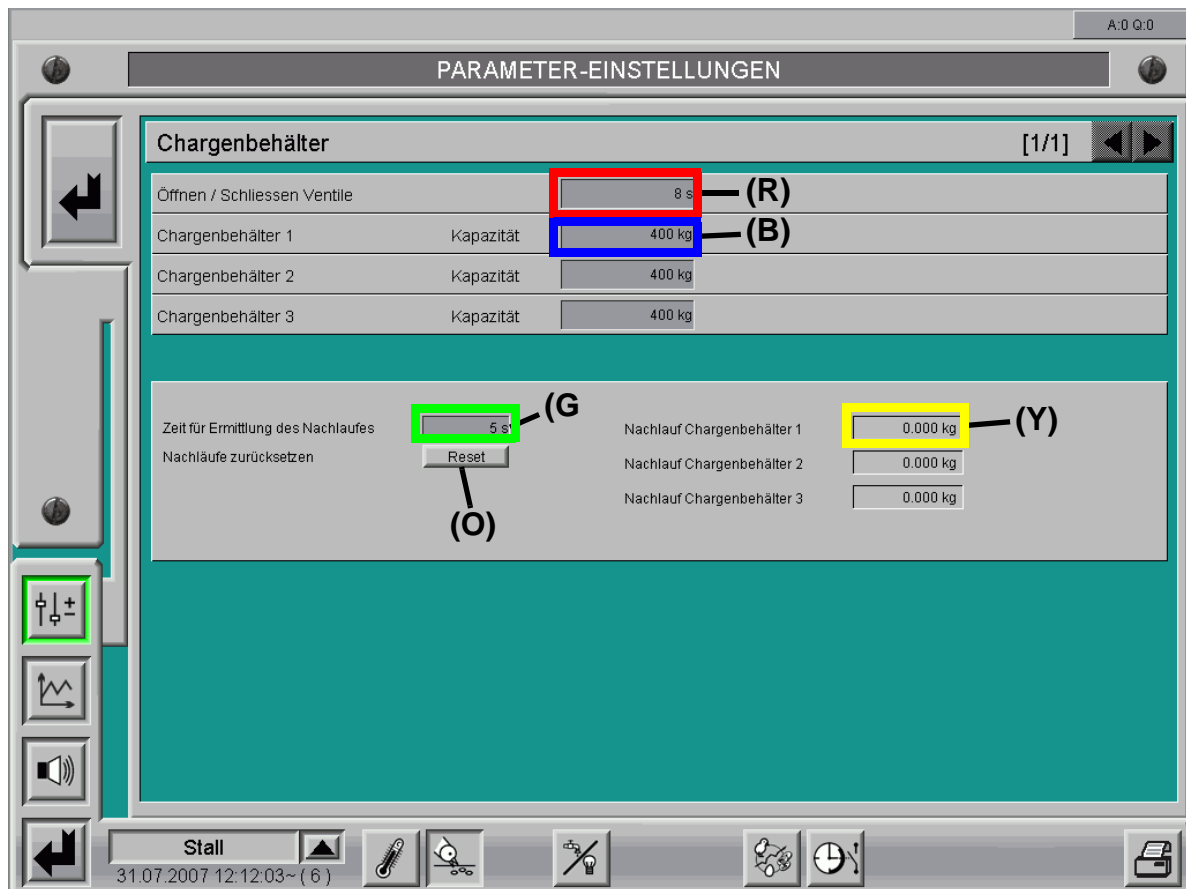 A:0 Q:0
PARAMETER-EINSTELLUNGEN
Chargenbehälter [1/1]
Öffnen / Schliessen Ventile 8 s (R)
Chargenbehälter 1 Kapazität 400 kg (B)
Chargenbehälter 2 Kapazität 400 kg
Chargenbehälter 3 Kapazität 400 kg
Zeit für Ermittlung des Nachlaufes 5 s (G
Nachlauf Chargenbehälter 1 0.000 kg (Y)
Nachläufe zurücksetzen Reset (O)
Nachlauf Chargenbehälter 2 0.000 kg
Nachlauf Chargenbehälter 3 0.000 kg
Stall
31.07.2007 12:12:03~ ( 6 )